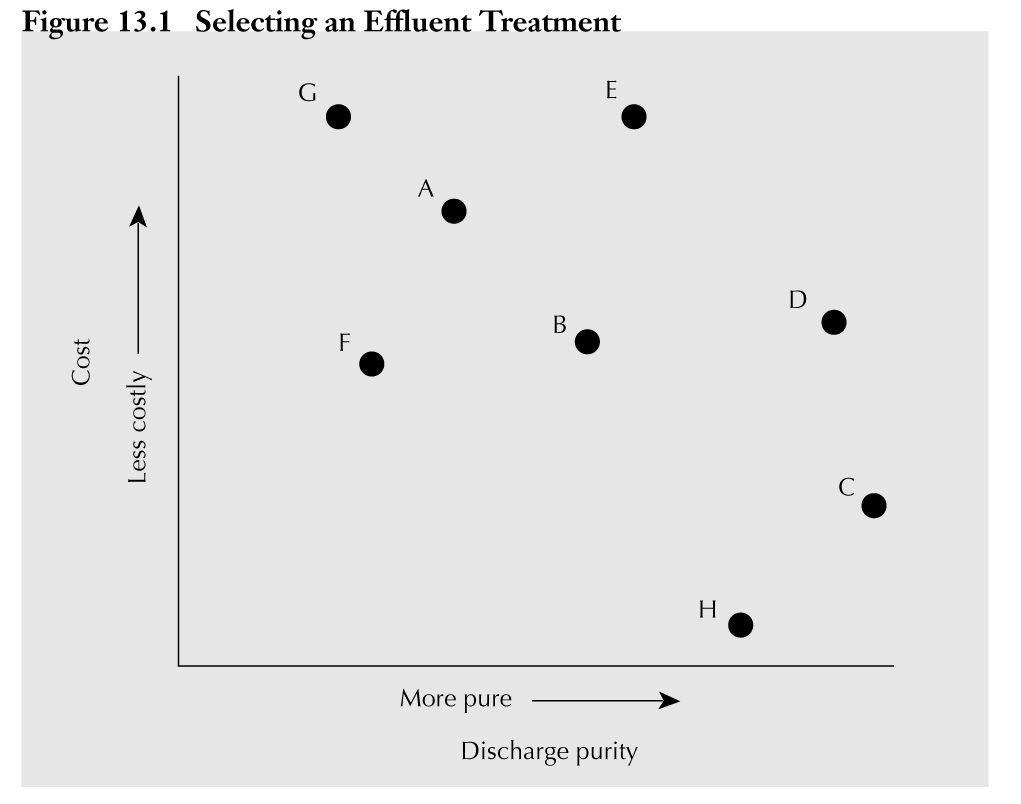 Figure 13.1 Selecting an Effluent Treatment
G
E
A
D
B
F
Cost
Less costly
C
H
More pure
Discharge purity